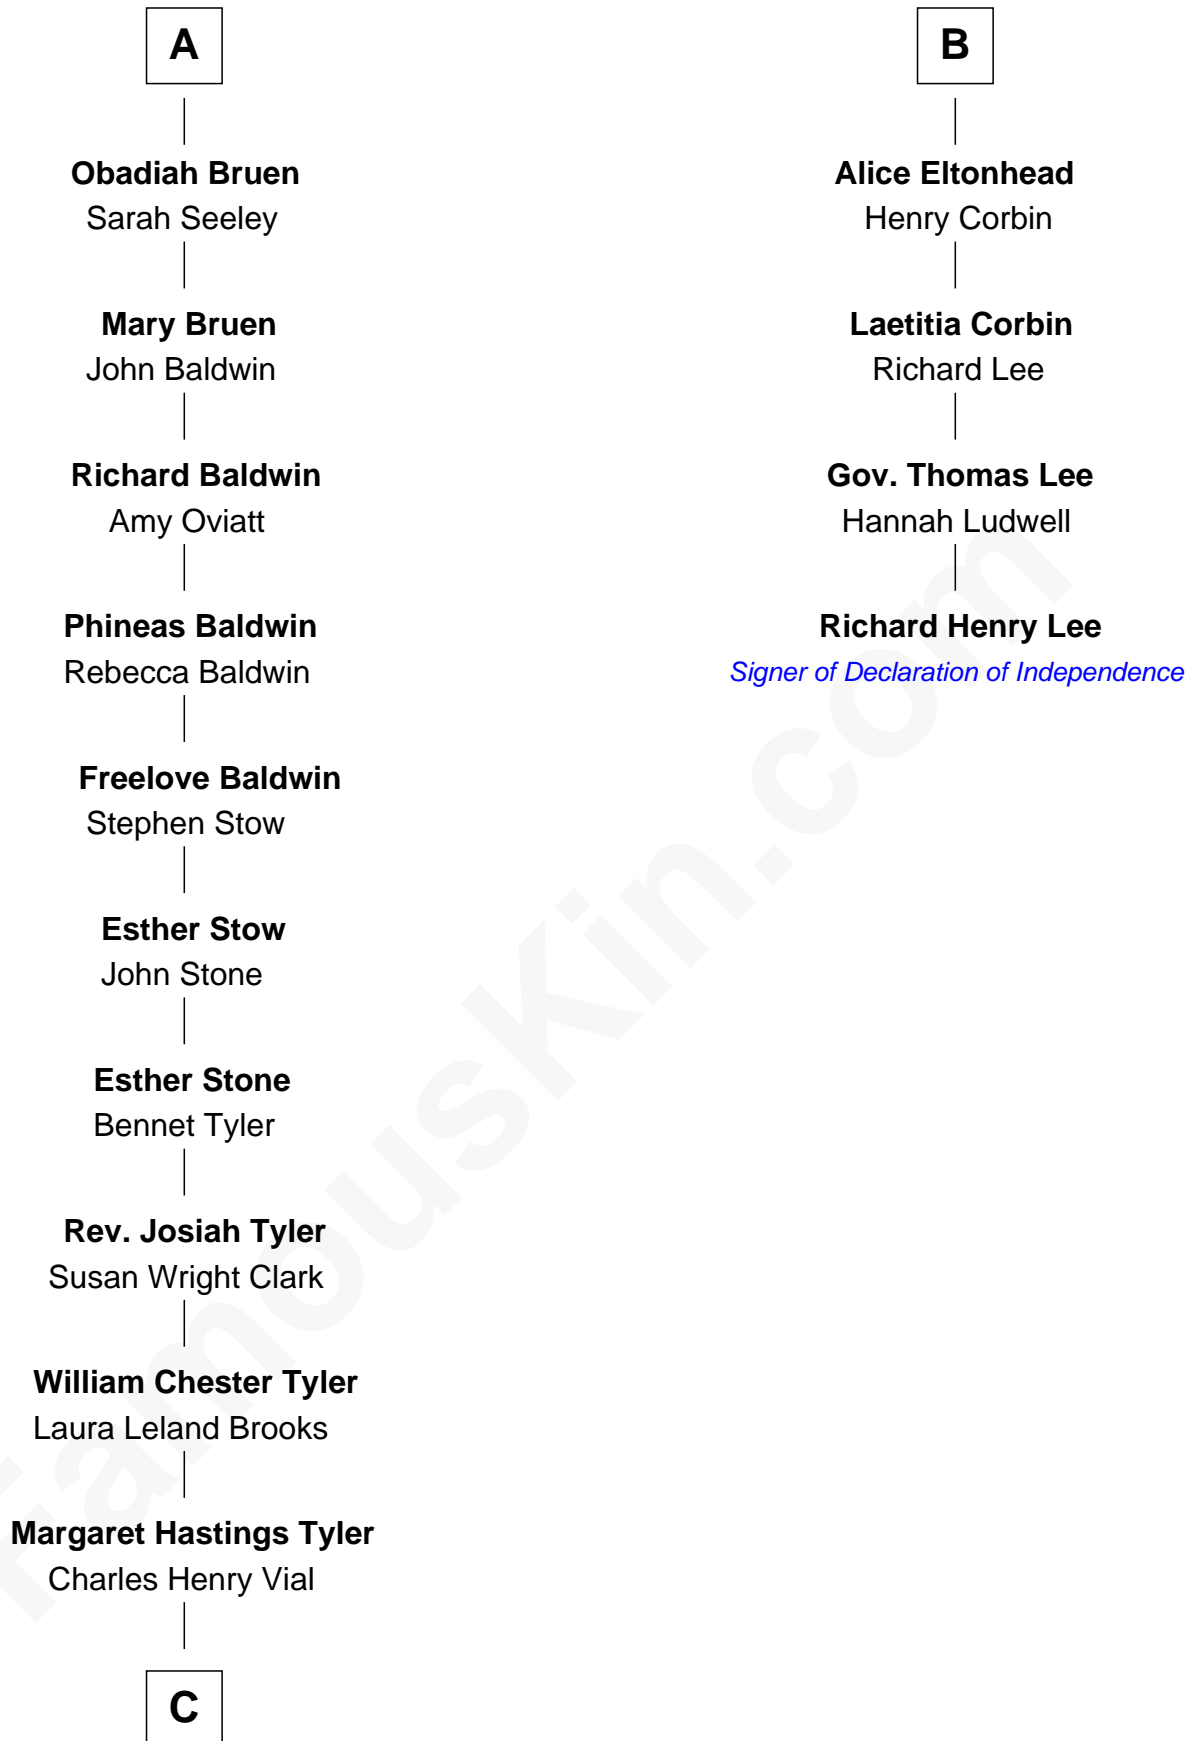 A
Obadiah Bruen
Sarah Seeley
Mary Bruen
John Baldwin
Richard Baldwin
Amy Oviatt
Phineas Baldwin
Rebecca Baldwin
Freelove Baldwin
Stephen Stow
Esther Stow
John Stone
Esther Stone
Bennet Tyler
Rev. Josiah Tyler
Susan Wright Clark
William Chester Tyler
Laura Leland Brooks
Margaret Hastings Tyler
Charles Henry Vial
C
B
Alice Eltonhead
Henry Corbin
Laetitia Corbin
Richard Lee
Gov. Thomas Lee
Hannah Ludwell
Richard Henry Lee
Signer of Declaration of Independence
FamousKin.com